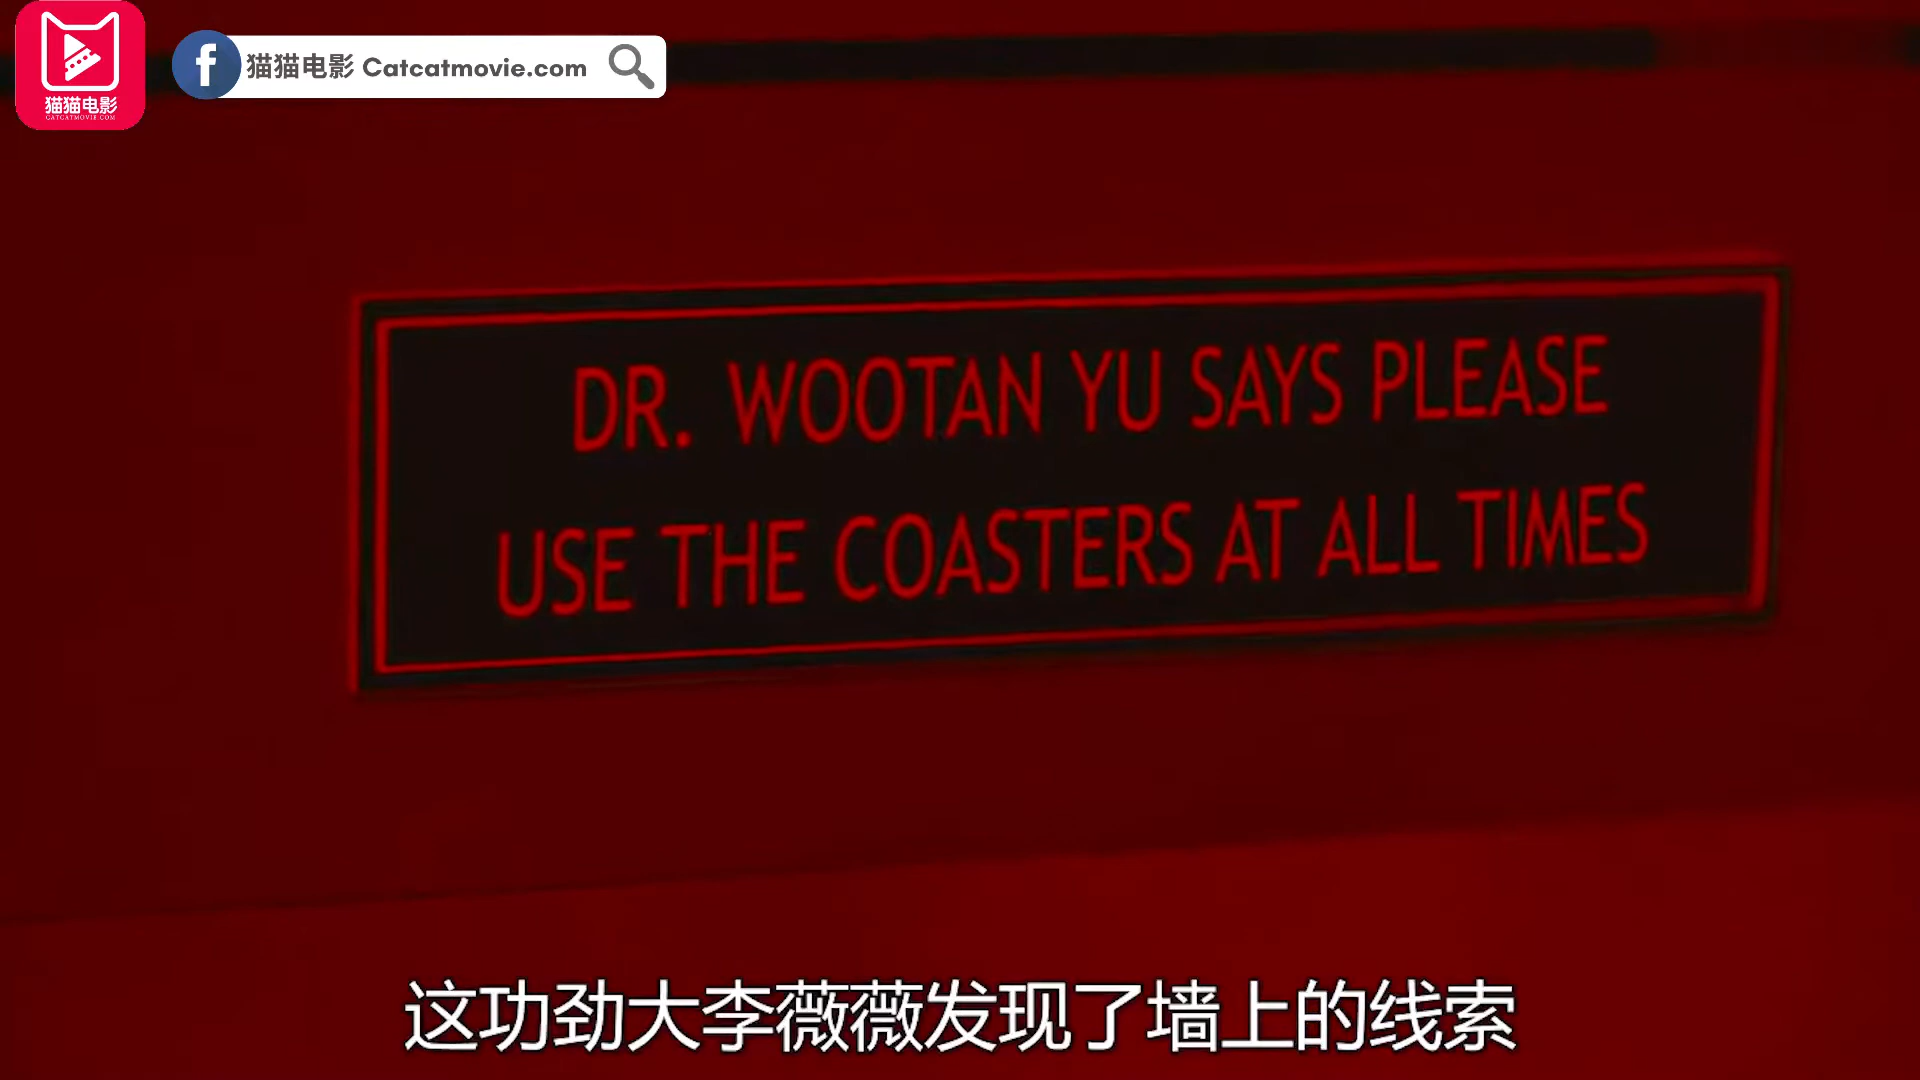 猫猫电影
CATCATMOVIE.COM
猫猫电影 Catcatmovie.com
DR. WOOTAN YU SAYS PLEASE
USE THE COASTERS AT ALL TIMES
这功劲大李薇薇发现了墙上的线索